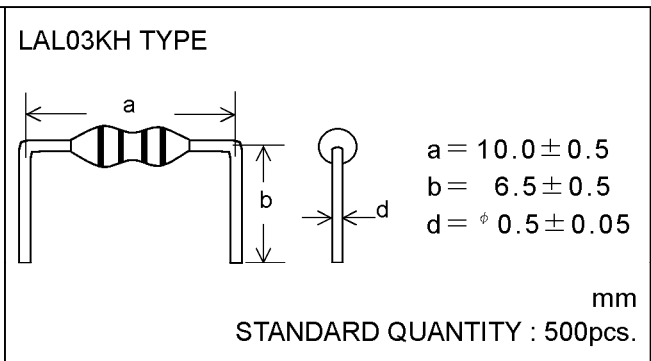 LAL03KH TYPE
a
b
d
a = 10.0 ± 0.5
b = 6.5 ± 0.5
d = φ 0.5 ± 0.05
mm
STANDARD QUANTITY : 500pcs.